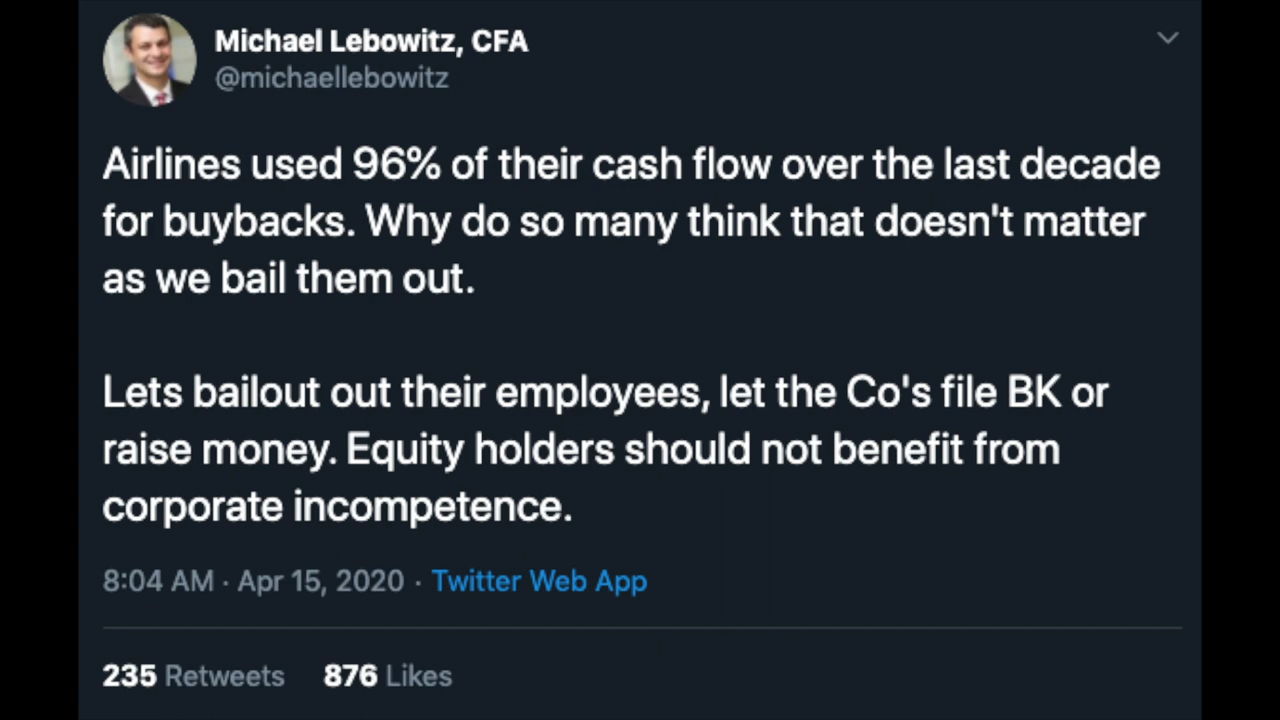 Michael Lebowitz, CFA
@michaellebowitz
Airlines used 96% of their cash flow over the last decade
for buybacks. Why do so many think that doesn't matter
as we bail them out.
Lets bailout out their employees, let the Co's file BK or
raise money. Equity holders should not benefit from
corporate incompetence.
8:04 AM · Apr 15, 2020 · Twitter Web App
235 Retweets 876 Likes